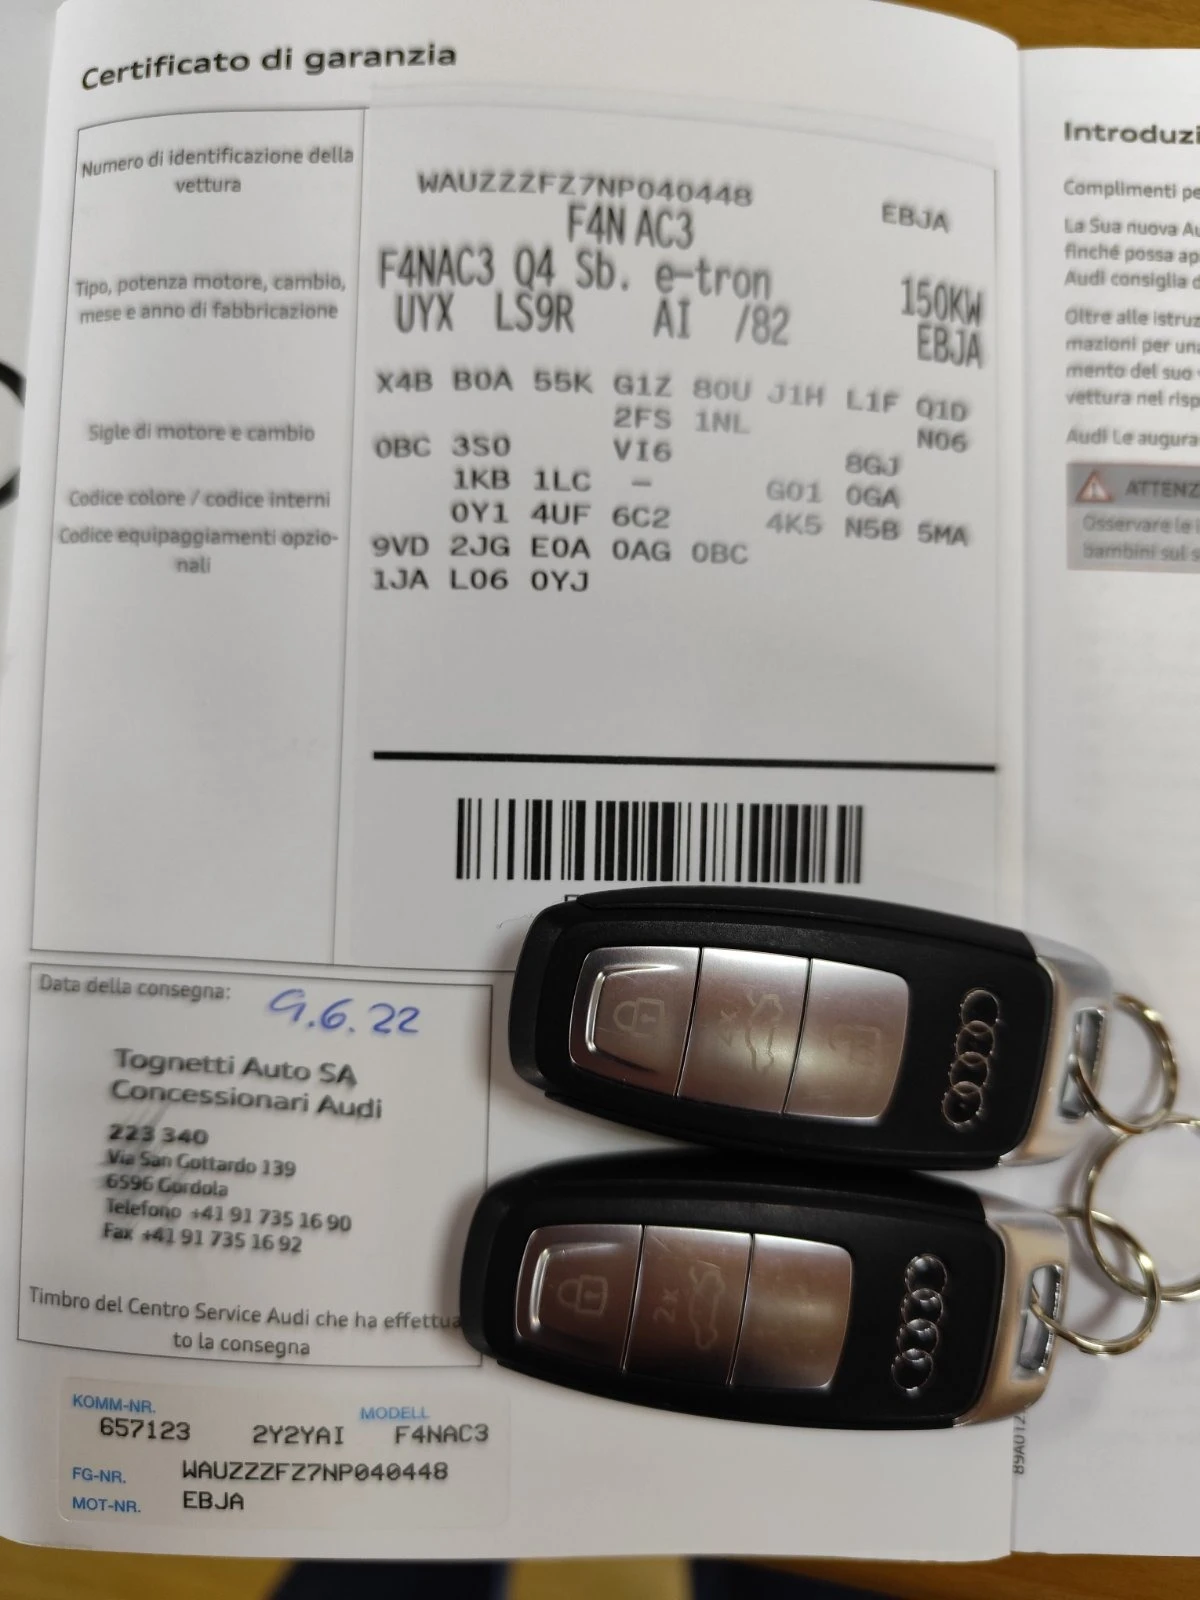 Certificato di garanzia
Numero di identificazione della
vettura
WAUZZZFZ7NP040448
EBJA
F4N AC3
Tipo, potenza motore, cambio,
mese e anno di fabbricazione
F4NAC3 Q4 Sb. e-tron 150KW
UYX LS9R AI /82 EBJA
X4B B0A 55K G1Z 80U J1H L1F Q1D
2FS 1NL N06
Sigle di motore e cambio
0BC 3S0 VI6 8GJ
1KB 1LC – G01 0GA
Codice colore / codice interni
0Y1 4UF 6C2 4K5 N5B 5MA
Codice equipaggiamenti opzio-
nali
9VD 2JG E0A 0AG 0BC
1JA L06 0YJ
Data della consegna: 9.6.22
Tognetti Auto SA
Concessionari Audi
223 340
Via San Gottardo 139
6596 Gordola
Telefono +41 91 735 16 90
Fax +41 91 735 16 92
Timbro del Centro Service Audi che ha effettua
to la consegna
KOMM-NR. MODELL
657123 2Y2YAI F4NAC3
FG-NR. WAUZZZFZ7NP040448
MOT-NR. EBJA
2x
2x
Introduzi
Complimenti pe
La Sua nuova Au
finché possa ap
Audi consiglia d
Oltre alle istruz
mazioni per una
mento del suo
vettura nel risp
Audi Le augura
ATTENZ
Osservare le i
bambini sul s